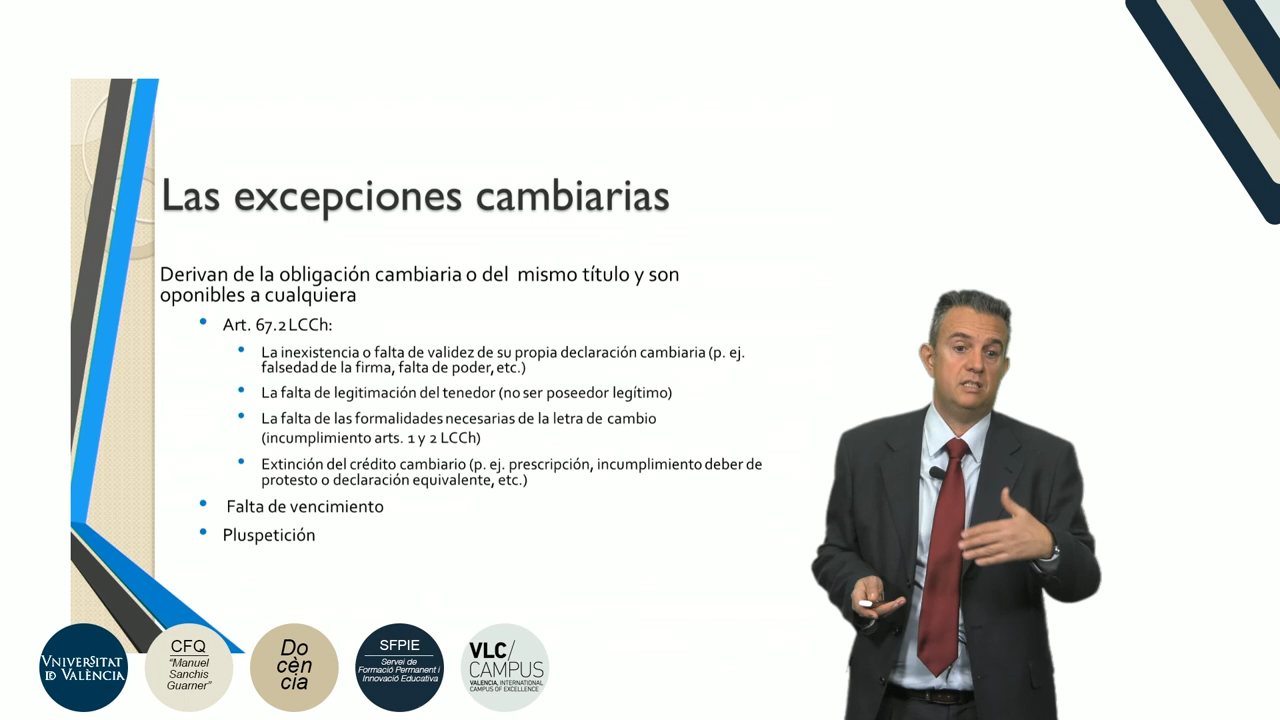 Las excepciones cambiarias
Derivan de la obligación cambiaria o del mismo título y son
oponibles a cualquiera
Art. 67.2 LCCh:
La inexistencia o falta de validez de su propia declaración cambiaria (p. ej.
falsedad de la firma, falta de poder, etc.)
La falta de legitimación del tenedor (no ser poseedor legítimo)
La falta de las formalidades necesarias de la letra de cambio
(incumplimiento arts. 1 y 2 LCCh)
Extinción del crédito cambiario (p. ej. prescripción, incumplimiento deber de
protesto o declaración equivalente, etc.)
Falta de vencimiento
Pluspetición
VNIVERSITAT
ID VALÈNCIA
CFQ
"Manuel
Sanchis
Guarner"
Do
cèn
cia
SFPIE
Servei de
Formació Permanent i
Innovació Educativa
VLC/
CAMPUS
VALENCIA, INTERNATIONAL
CAMPUS OF EXCELLENCE